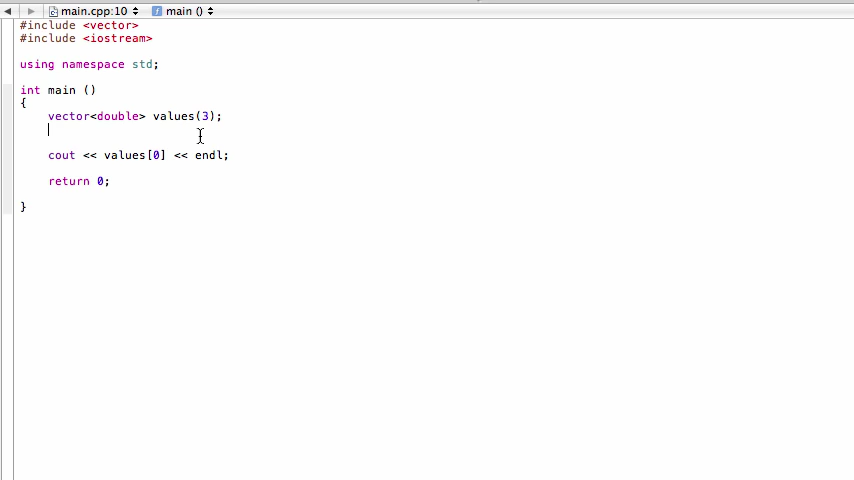 main.cpp:10 main ()
#include <vector>
#include <iostream>
using namespace std;
int main ()
{
vector<double> values(3);
cout << values[0] << endl;
return 0;
}